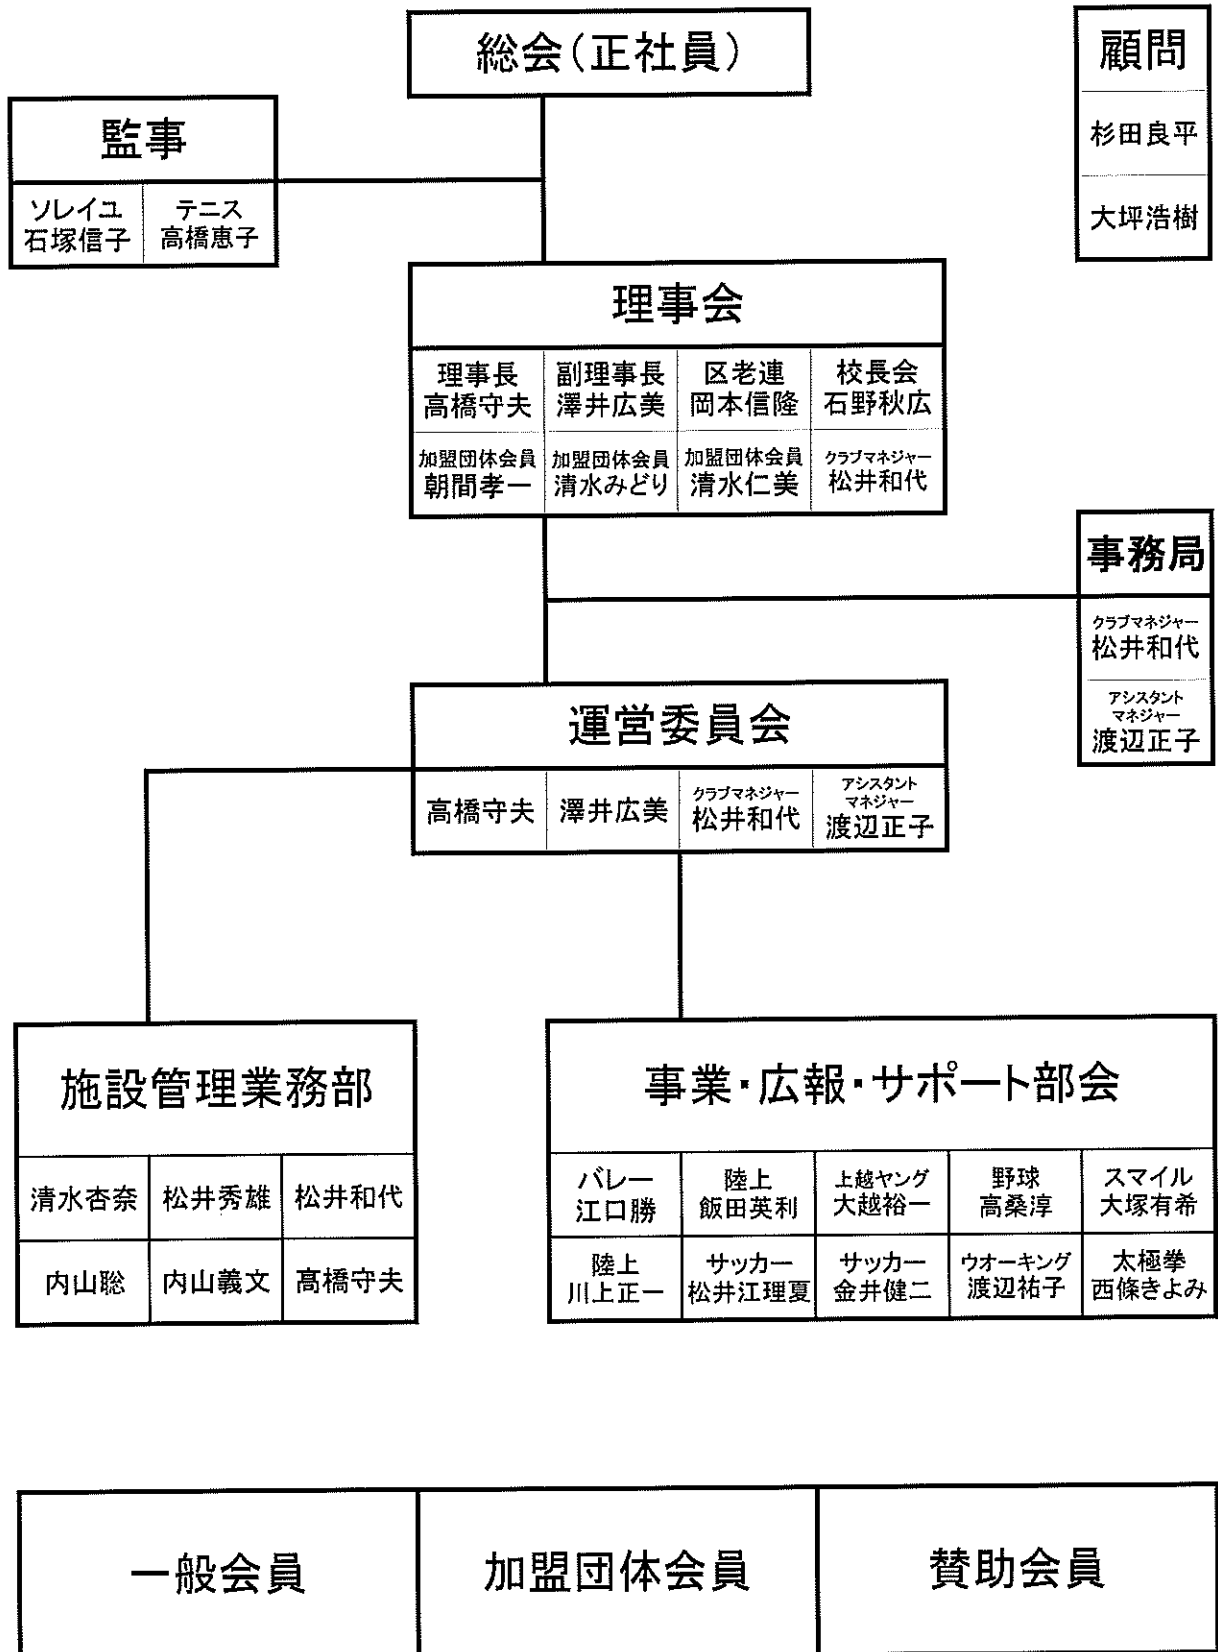 総会(正社員)
顧問
杉田良平
大坪浩樹
監事
ソレイユ
石塚信子
テニス
高橋恵子
理事会
理事長
高橋守夫
副理事長
澤井広美
区老連
岡本信隆
校長会
石野秋広
加盟団体会員
朝間孝一
加盟団体会員
清水みどり
加盟団体会員
清水仁美
クラブマネジャー
松井和代
事務局
クラブマネジャー
松井和代
アシスタント
マネジャー
渡辺正子
運営委員会
高橋守夫
澤井広美
クラブマネジャー
松井和代
アシスタント
マネジャー
渡辺正子
施設管理業務部
清水杏奈
松井秀雄
松井和代
内山聡
内山義文
髙橋守夫
事業・広報・サポート部会
バレー
江口勝
陸上
飯田英利
上越ヤング
大越裕一
野球
高桑淳
スマイル
大塚有希
陸上
川上正一
サッカー
松井江理夏
サッカー
金井健二
ウオーキング
渡辺祐子
太極拳
西條きよみ
一般会員
加盟団体会員
賛助会員